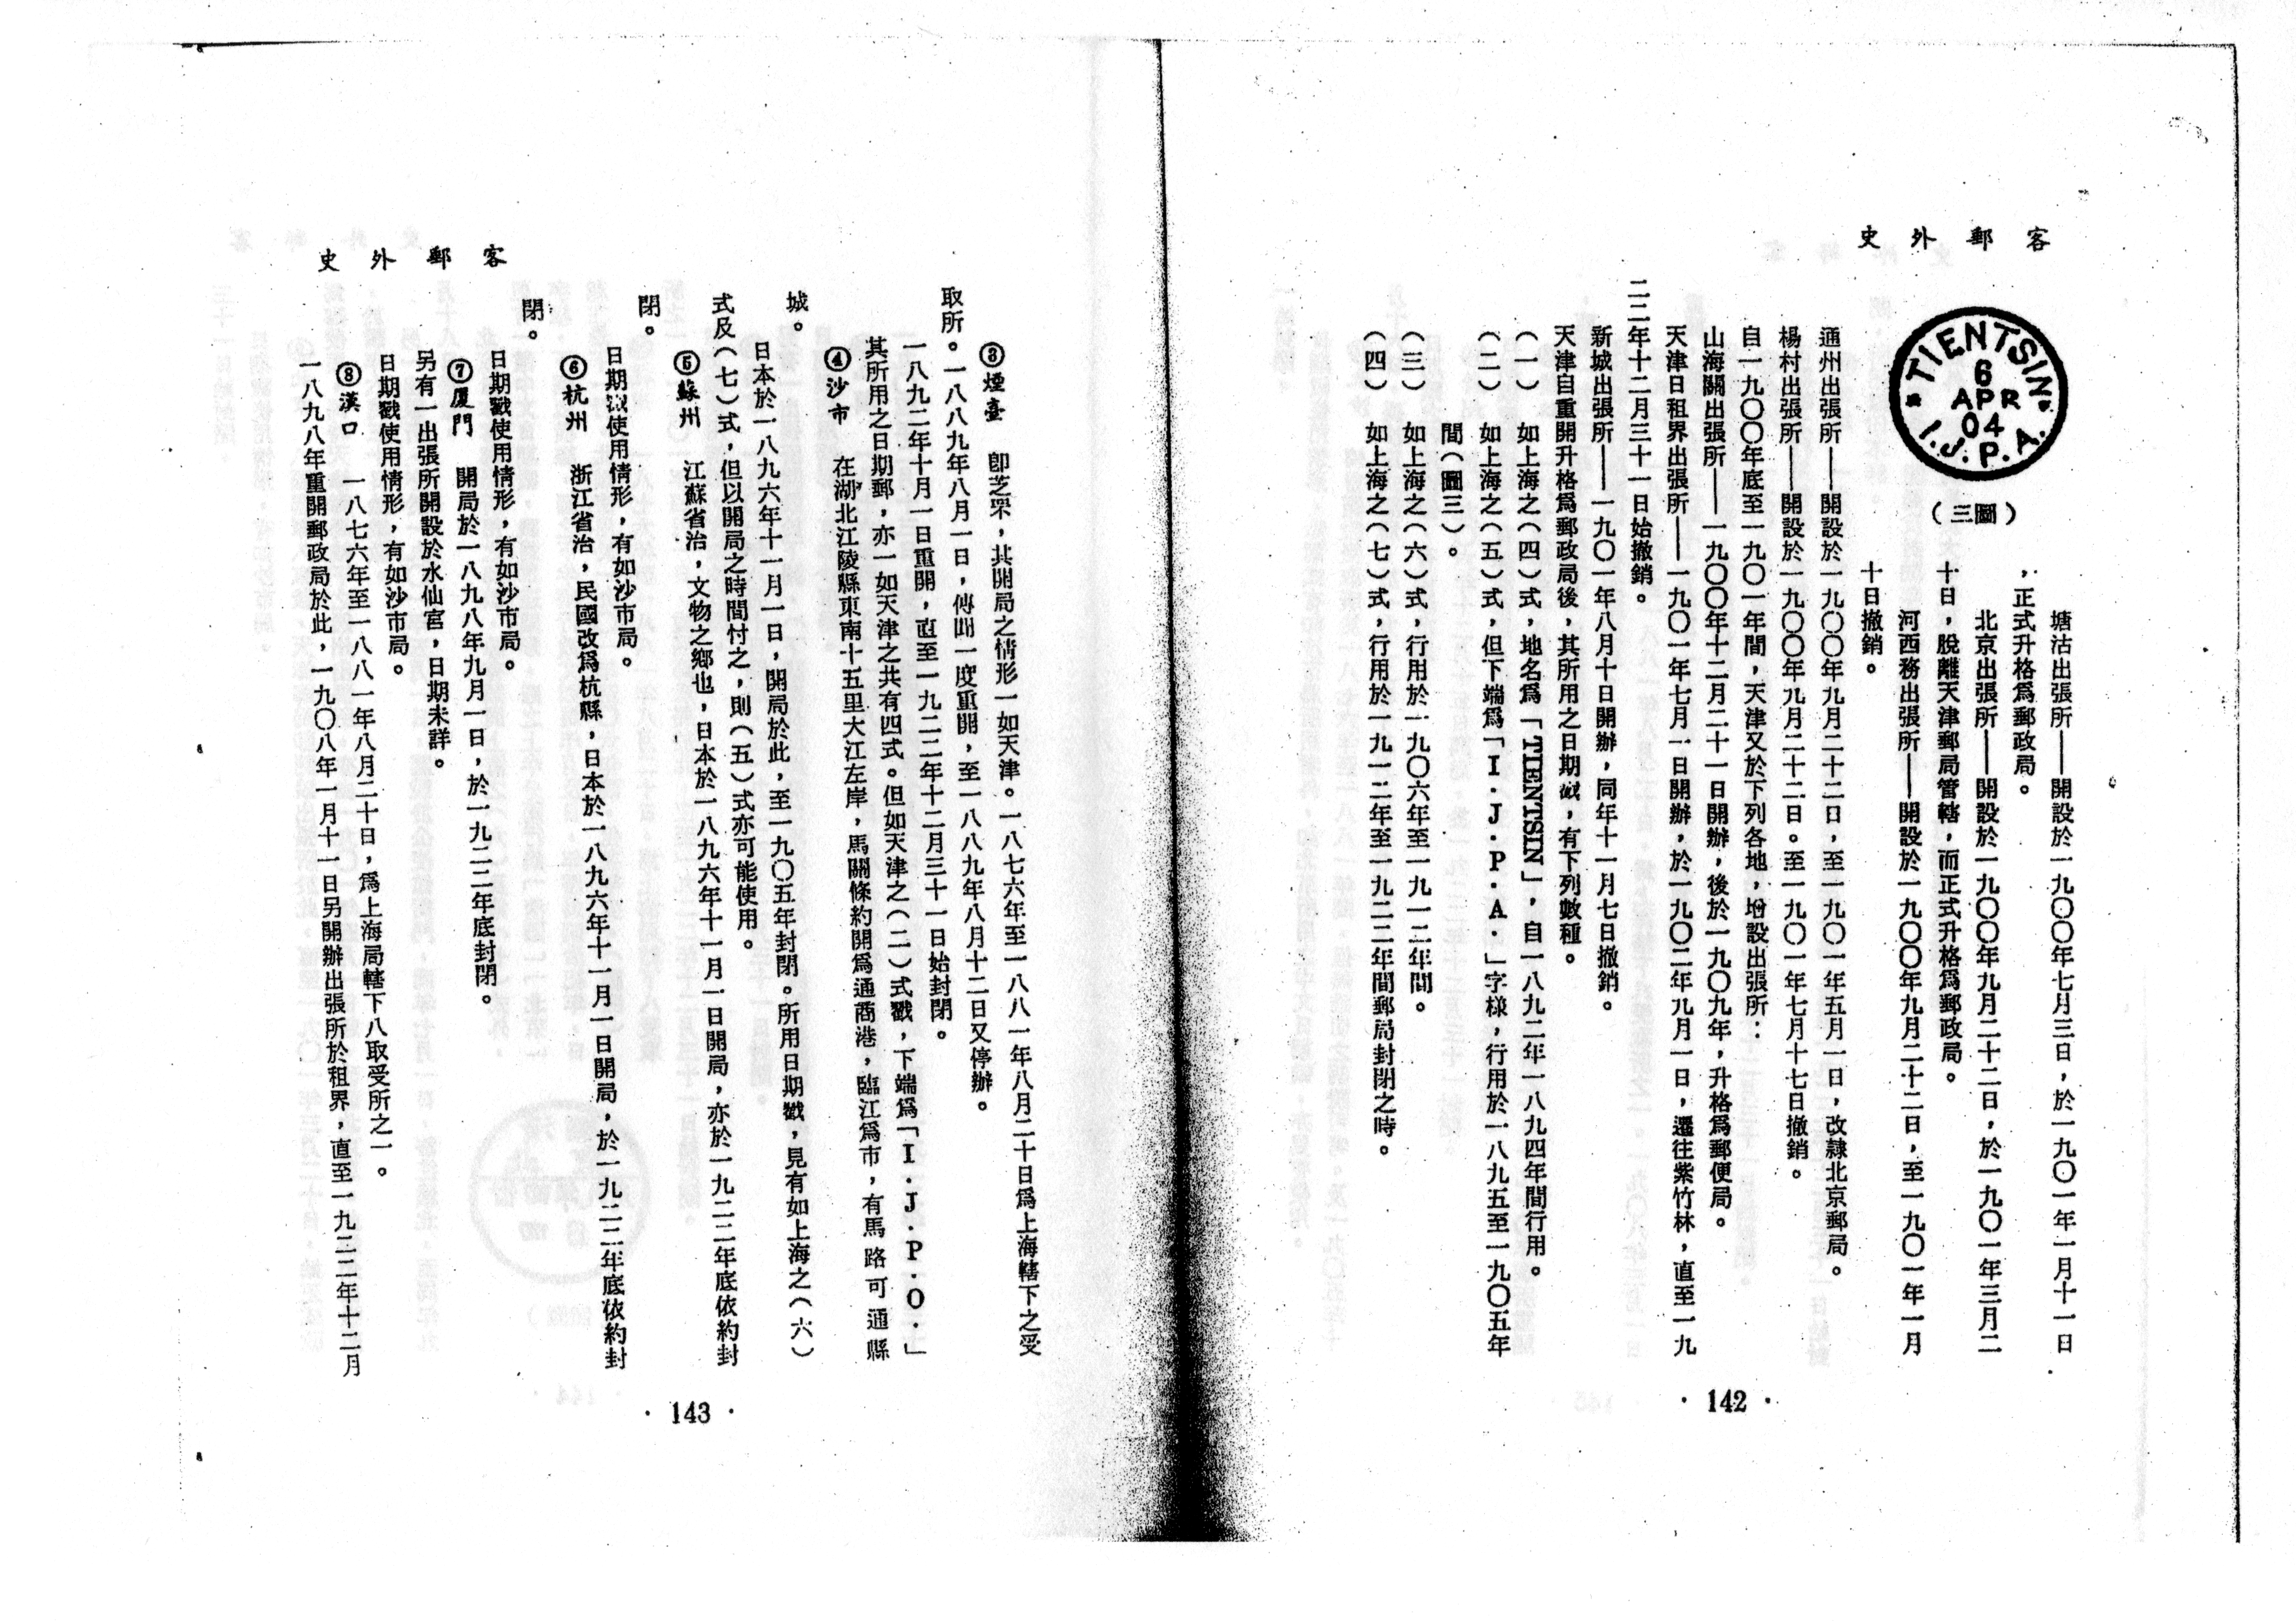 客郵外史
TIENTSIN
6
APR
04
I.J.P.A.
（圖三）
塘沽出張所——開設於一九〇〇年七月三日，於一九〇一年一月十一日
，正式升格爲郵政局。
北京出張所——開設於一九〇〇年九月二十二日，於一九〇一年三月二
十日，脫離天津郵局管轄，而正式升格爲郵政局。
河西務出張所——開設於一九〇〇年九月二十二日，至一九〇一年一月
十日撤銷。
通州出張所——開設於一九〇〇年九月二十二日，至一九〇一年五月一日，改隷北京郵局。
楊村出張所——開設於一九〇〇年九月二十二日。至一九〇一年七月十七日撤銷。
自一九〇〇年底至一九〇一年間，天津又於下列各地，增設出張所：
山海關出張所——一九〇〇年十二月二十一日開辦，後於一九〇九年，升格爲郵便局。
天津日租界出張所——一九〇一年七月一日開辦，於一九〇二年九月一日，遷往紫竹林，直至一九
二二年十二月三十一日始撤銷。
新城出張所——一九〇一年八月十日開辦，同年十一月七日撤銷。
天津自重開升格爲郵政局後，其所用之日期戳，有下列數種。
（一） 如上海之（四）式，地名爲「TIENTSIN」，自一八九二年一八九四年間行用。
（二） 如上海之（五）式，但下端爲「I．J．P．A．」字樣，行用於一八九五至一九〇五年
間（圖三）。
（三） 如上海之（六）式，行用於一九〇六年至一九一二年間。
（四） 如上海之（七）式，行用於一九一二年至一九二二年間郵局封閉之時。
· 142 ·
客郵外史
③煙臺 卽芝罘，其開局之情形一如天津。一八七六年至一八八一年八月二十日爲上海轄下之受
取所。一八八九年八月一日，傳聞一度重開，至一八八九年八月十二日又停辦。
一八九二年十月一日重開，直至一九二二年十二月三十一日始封閉。
其所用之日期郵，亦一如天津之共有四式。但如天津之（二）式戳，下端爲「I．J．P．O．」
④沙市 在湖北江陵縣東南十五里大江左岸，馬關條約開爲通商港，臨江爲市，有馬路可通縣
城。
日本於一八九六年十一月一日，開局於此，至一九〇五年封閉。所用日期戳，見有如上海之（六）
式及（七）式，但以開局之時間忖之，則（五）式亦可能使用。
⑤蘇州 江蘇省治，文物之鄉也，日本於一八九六年十一月一日開局，亦於一九二二年底依約封
閉。
日期戳使用情形，有如沙市局。
⑥杭州 浙江省治，民國改爲杭縣，日本於一八九六年十一月一日開局，於一九二二年底依約封
閉。
日期戳使用情形，有如沙市局。
⑦厦門 開局於一八九八年九月一日，於一九二二年底封閉。
另有一出張所開設於水仙宮，日期未詳。
日期戳使用情形，有如沙市局。
⑧漢口 一八七六年至一八八一年八月二十日，爲上海局轄下八取受所之一。
一八九八年重開郵政局於此，一九〇八年一月十一日另開辦出張所於租界，直至一九二二年十二月
· 143 ·